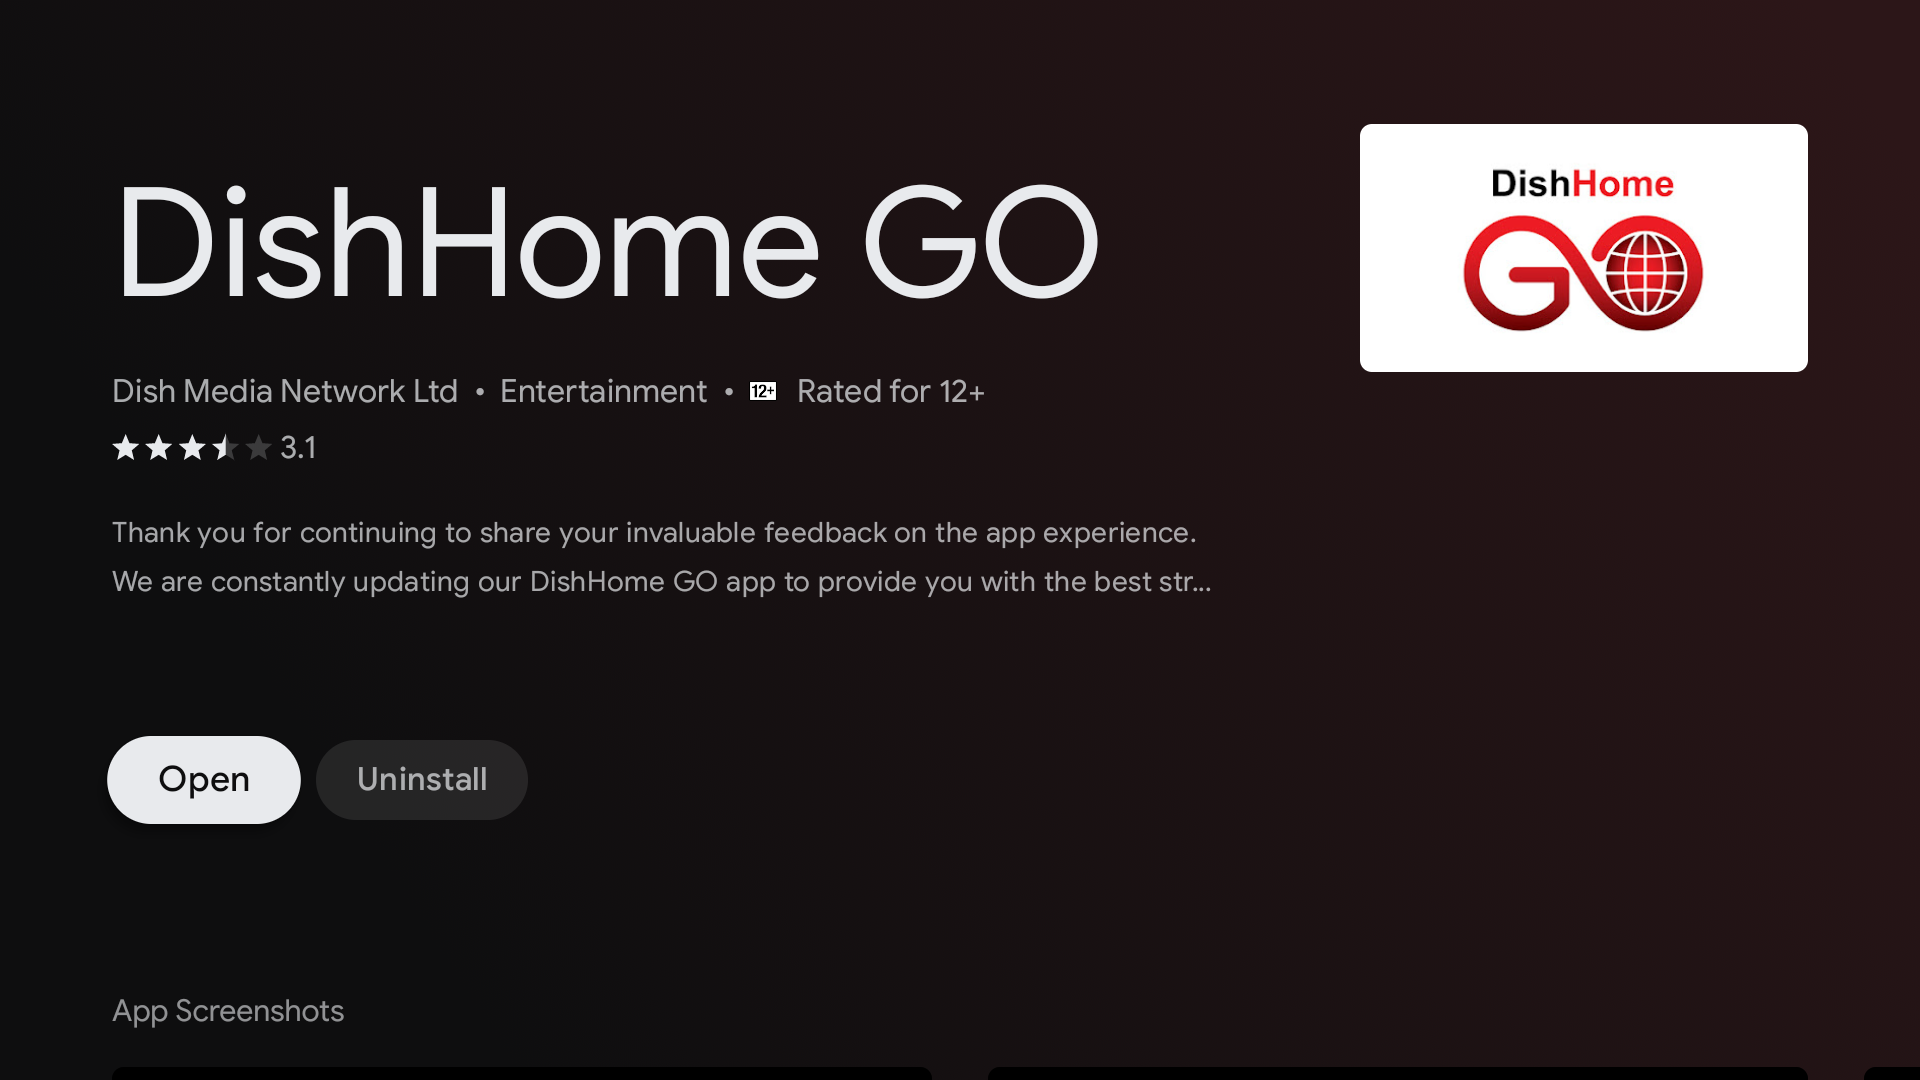 DishHome GO
DishHome
GO
Dish Media Network Ltd • Entertainment • 12+ Rated for 12+
3.1
Thank you for continuing to share your invaluable feedback on the app experience.
We are constantly updating our DishHome GO app to provide you with the best str...
Open Uninstall
App Screenshots